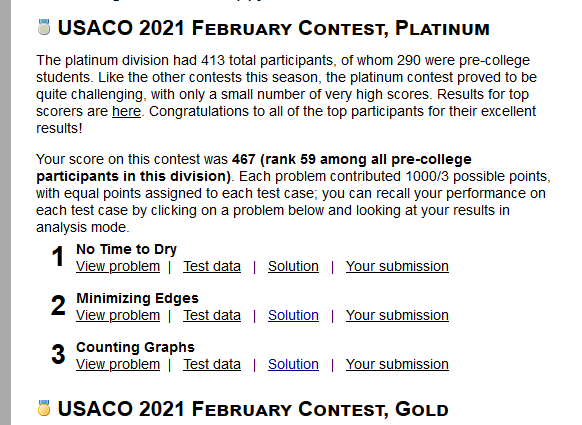 USACO 2021 February Contest, Platinum
The platinum division had 413 total participants, of whom 290 were pre-college
students. Like the other contests this season, the platinum contest proved to be
quite challenging, with only a small number of very high scores. Results for top
scorers are here. Congratulations to all of the top participants for their excellent
results!
Your score on this contest was 467 (rank 59 among all pre-college
participants in this division). Each problem contributed 1000/3 possible points,
with equal points assigned to each test case; you can recall your performance on
each test case by clicking on a problem below and looking at your results in
analysis mode.
1 No Time to Dry
View problem | Test data | Solution | Your submission
2 Minimizing Edges
View problem | Test data | Solution | Your submission
3 Counting Graphs
View problem | Test data | Solution | Your submission
USACO 2021 February Contest, Gold